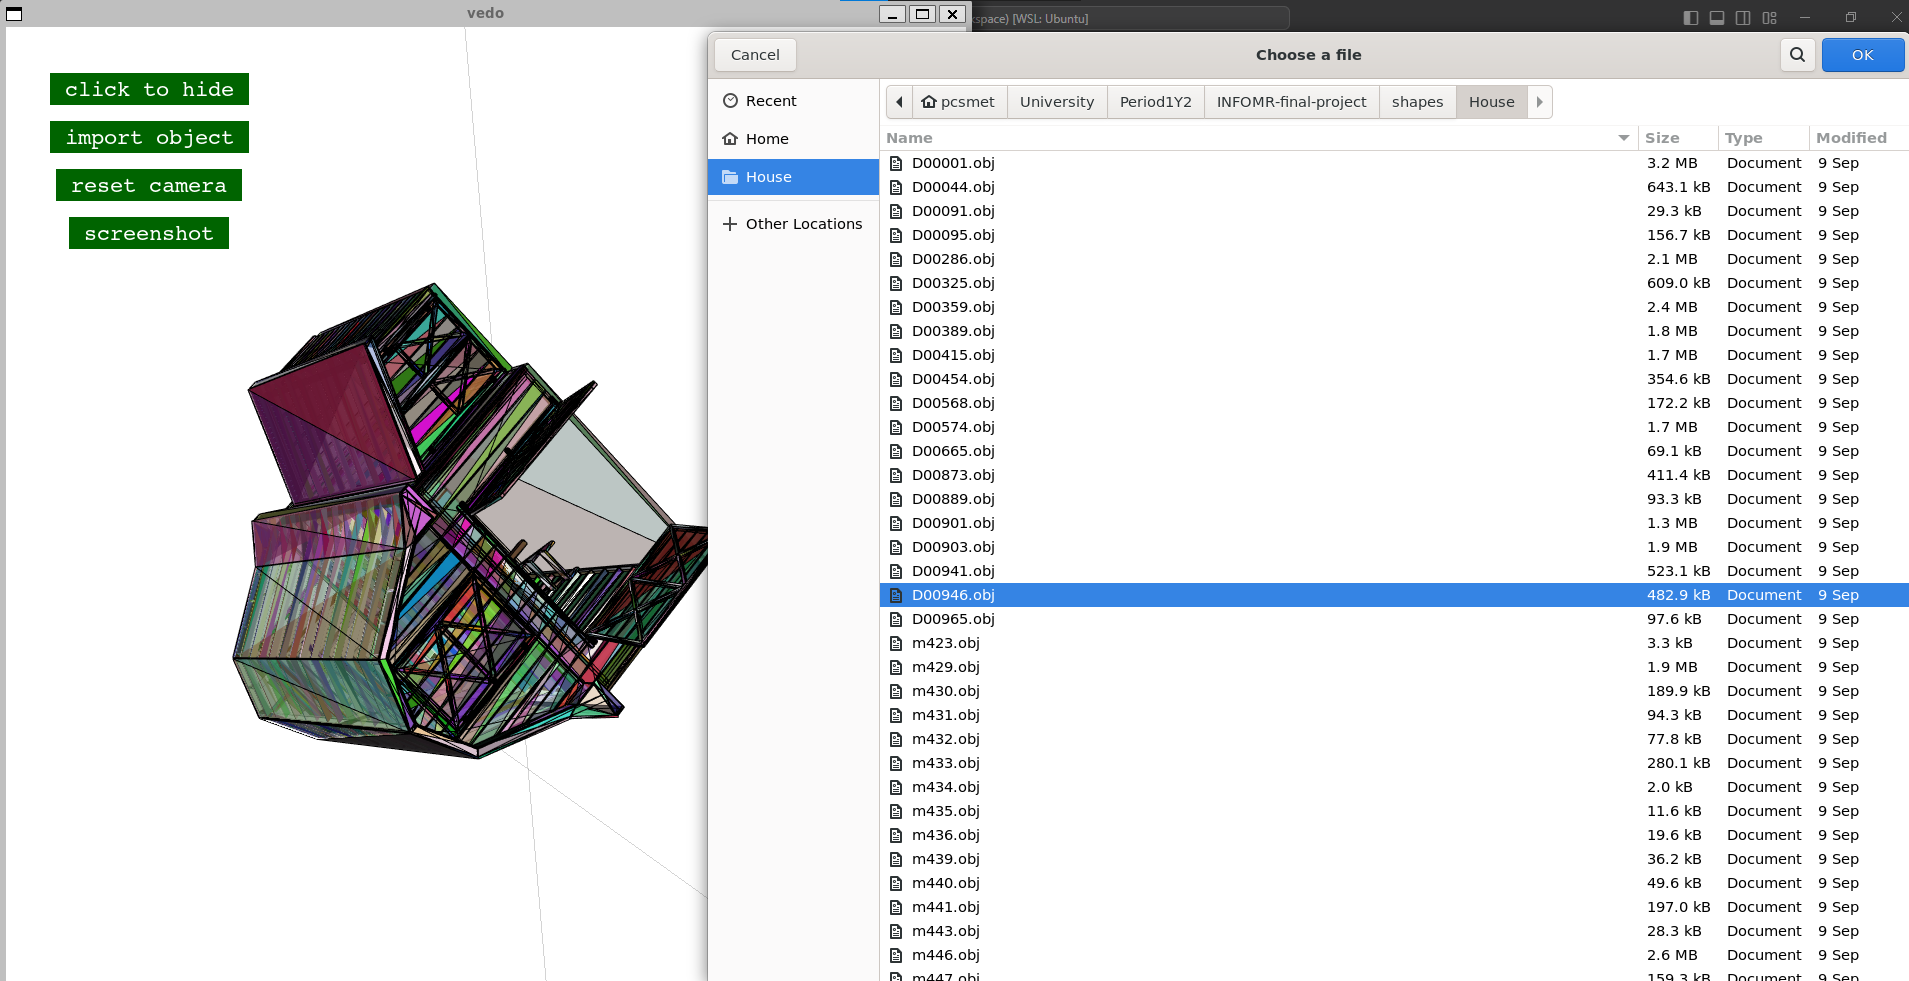 vedo
kspace) [WSL: Ubuntu]
click to hide
import object
reset camera
screenshot
Cancel
Choose a file
OK
Recent
Home
House
Other Locations
pcsmet University Period1Y2 INFOMR-final-project shapes House
Name Size Type Modified
D00001.obj 3.2 MB Document 9 Sep
D00044.obj 643.1 kB Document 9 Sep
D00091.obj 29.3 kB Document 9 Sep
D00095.obj 156.7 kB Document 9 Sep
D00286.obj 2.1 MB Document 9 Sep
D00325.obj 609.0 kB Document 9 Sep
D00359.obj 2.4 MB Document 9 Sep
D00389.obj 1.8 MB Document 9 Sep
D00415.obj 1.7 MB Document 9 Sep
D00454.obj 354.6 kB Document 9 Sep
D00568.obj 172.2 kB Document 9 Sep
D00574.obj 1.7 MB Document 9 Sep
D00665.obj 69.1 kB Document 9 Sep
D00873.obj 411.4 kB Document 9 Sep
D00889.obj 93.3 kB Document 9 Sep
D00901.obj 1.3 MB Document 9 Sep
D00903.obj 1.9 MB Document 9 Sep
D00941.obj 523.1 kB Document 9 Sep
D00946.obj 482.9 kB Document 9 Sep
D00965.obj 97.6 kB Document 9 Sep
m423.obj 3.3 kB Document 9 Sep
m429.obj 1.9 MB Document 9 Sep
m430.obj 189.9 kB Document 9 Sep
m431.obj 94.3 kB Document 9 Sep
m432.obj 77.8 kB Document 9 Sep
m433.obj 280.1 kB Document 9 Sep
m434.obj 2.0 kB Document 9 Sep
m435.obj 11.6 kB Document 9 Sep
m436.obj 19.6 kB Document 9 Sep
m439.obj 36.2 kB Document 9 Sep
m440.obj 49.6 kB Document 9 Sep
m441.obj 197.0 kB Document 9 Sep
m443.obj 28.3 kB Document 9 Sep
m446.obj 2.6 MB Document 9 Sep
m447.obj 159.3 kB Document 9 Sep